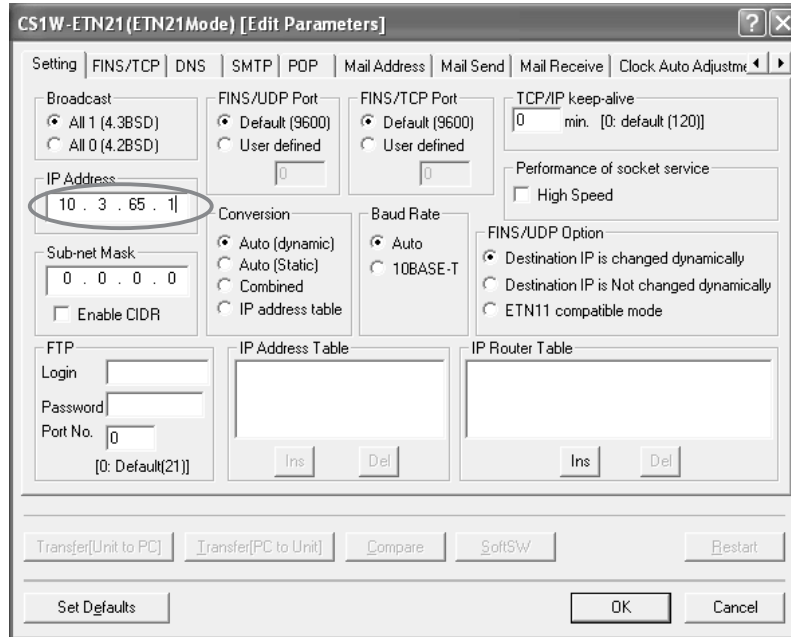 CS1W-ETN21(ETN21Mode) [Edit Parameters]
Setting FINS/TCP DNS SMTP POP Mail Address Mail Send Mail Receive Clock Auto Adjustme
Broadcast
All 1 (4.3BSD)
All 0 (4.2BSD)
FINS/UDP Port
Default (9600)
User defined
0
FINS/TCP Port
Default (9600)
User defined
0
TCP/IP keep-alive
0 min. [0: default (120)]
Performance of socket service
High Speed
IP Address
10 . 3 . 65 . 1
Sub-net Mask
0 . 0 . 0 . 0
Enable CIDR
Conversion
Auto (dynamic)
Auto (Static)
Combined
IP address table
Baud Rate
Auto
10BASE-T
FINS/UDP Option
Destination IP is changed dynamically
Destination IP is Not changed dynamically
ETN11 compatible mode
FTP
Login
Password
Port No. 0
[0: Default(21)]
IP Address Table
Ins Del
IP Router Table
Ins Del
Transfer[Unit to PC] Transfer[PC to Unit] Compare SoftSW Restart
Set Defaults OK Cancel